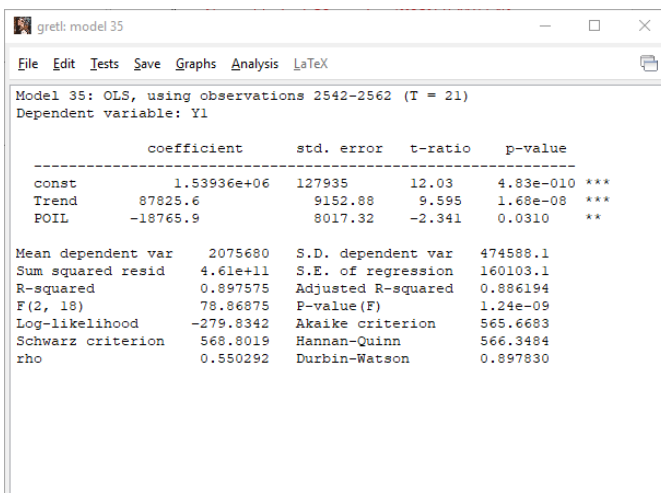 gretl: model 35
File Edit Tests Save Graphs Analysis LaTeX
Model 35: OLS, using observations 2542-2562 (T = 21)
Dependent variable: Y1
coefficient std. error t-ratio p-value
const 1.53936e+06 127935 12.03 4.83e-010 ***
Trend 87825.6 9152.88 9.595 1.68e-08 ***
POIL −18765.9 8017.32 −2.341 0.0310 **
Mean dependent var 2075680 S.D. dependent var 474588.1
Sum squared resid 4.61e+11 S.E. of regression 160103.1
R-squared 0.897575 Adjusted R-squared 0.886194
F(2, 18) 78.86875 P-value(F) 1.24e-09
Log-likelihood −279.8342 Akaike criterion 565.6683
Schwarz criterion 568.8019 Hannan-Quinn 566.3484
rho 0.550292 Durbin-Watson 0.897830